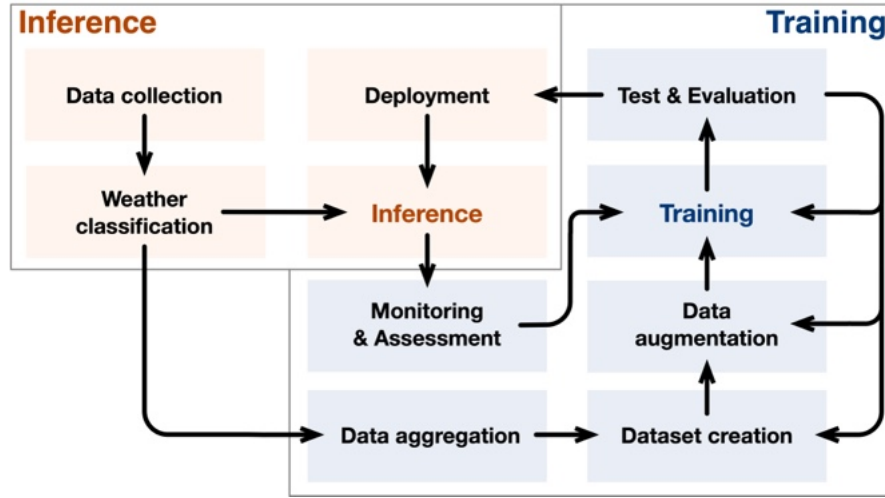 Inference
Training
Data collection
Deployment
Test & Evaluation
Weather
classification
Inference
Training
Monitoring
& Assessment
Data
augmentation
Data aggregation
Dataset creation